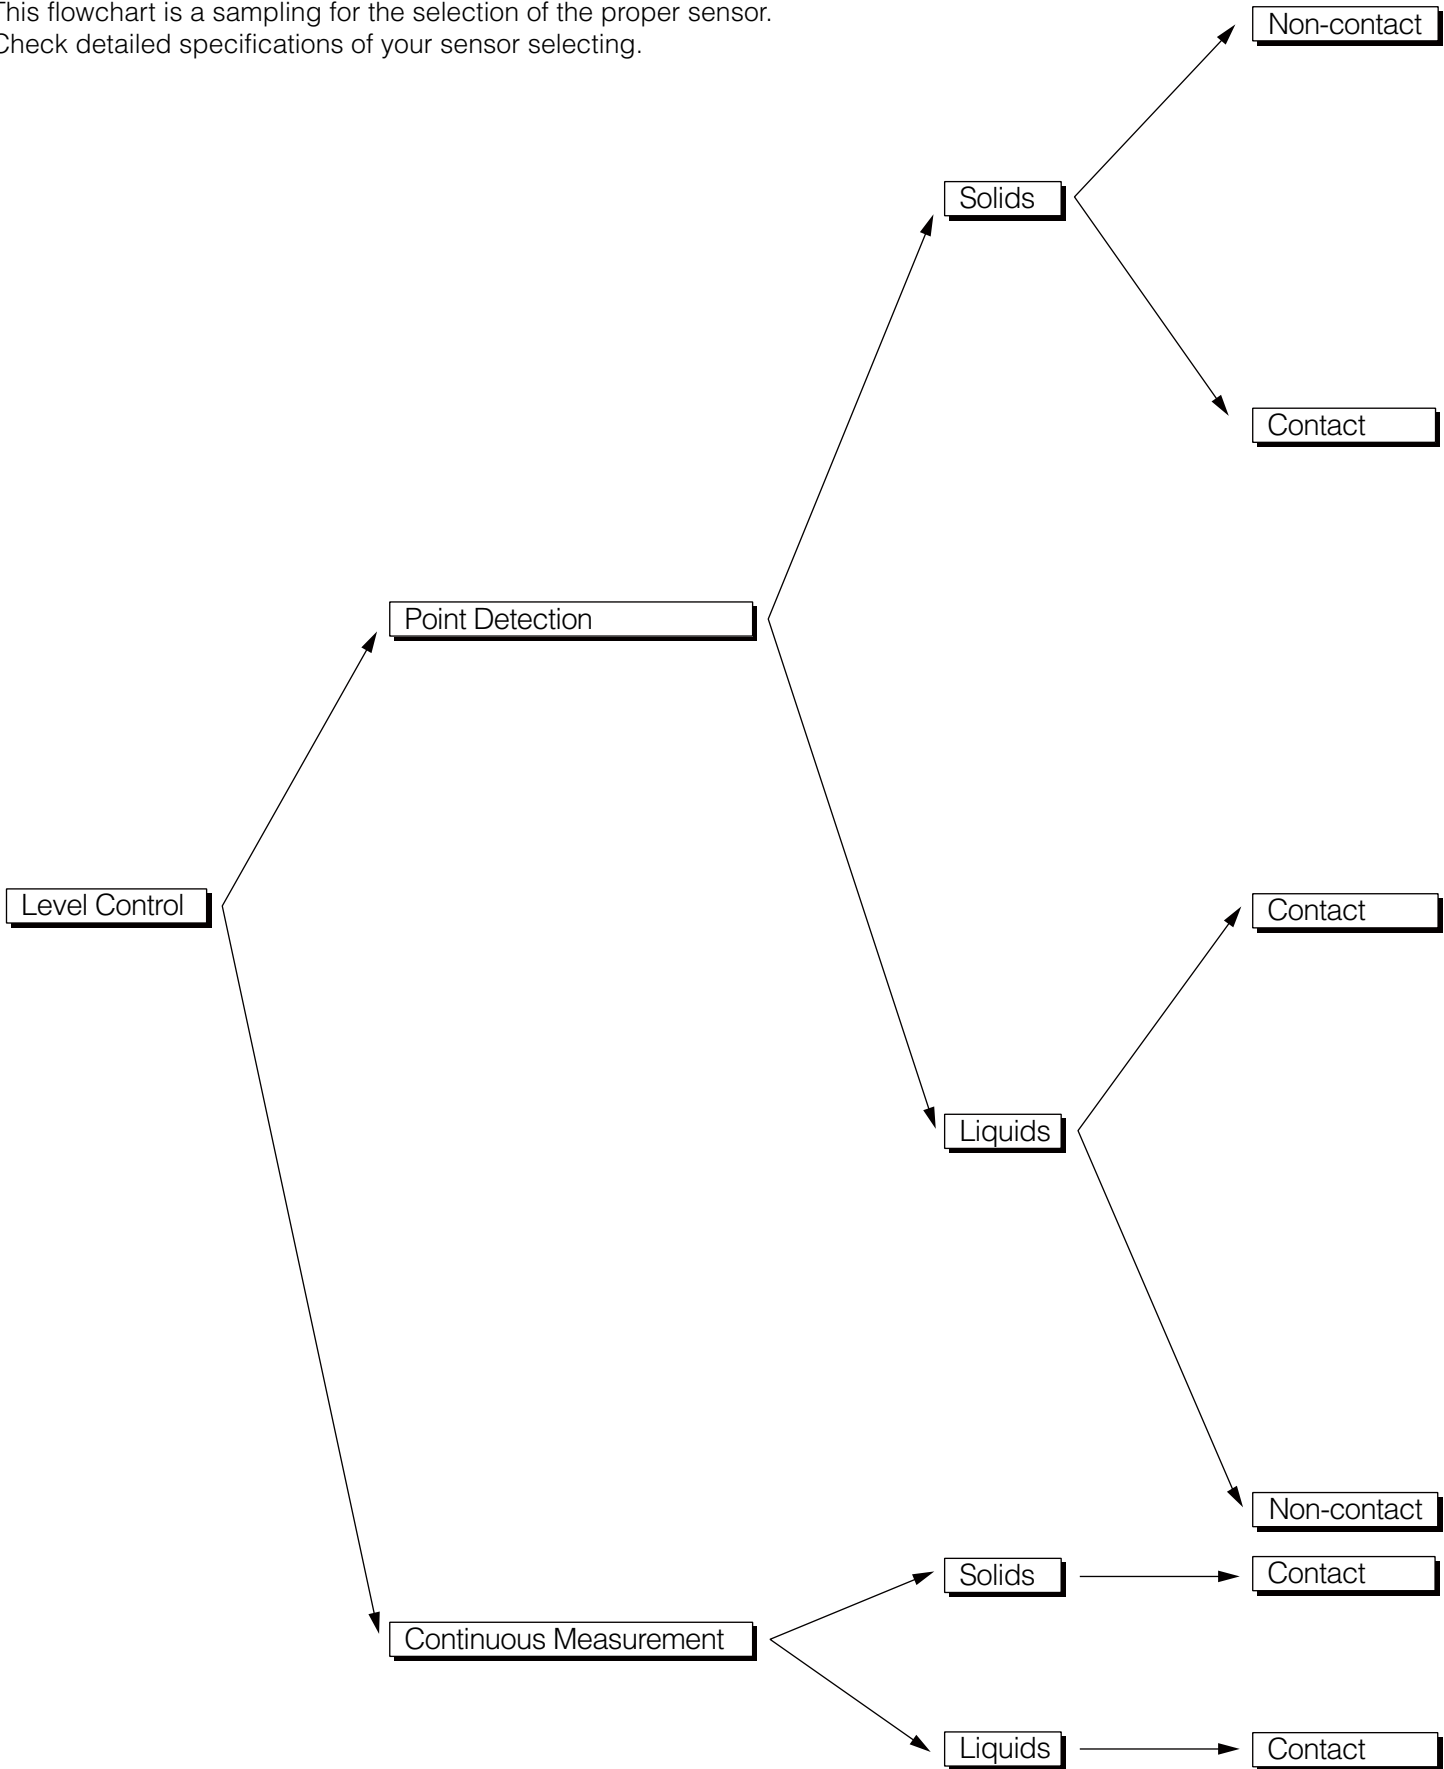 This flowchart is a sampling for the selection of the proper sensor.
Check detailed specifications of your sensor selecting.
Non-contact
Solids
Contact
Point Detection
Level Control
Contact
Liquids
Non-contact
Solids
Contact
Continuous Measurement
Liquids
Contact